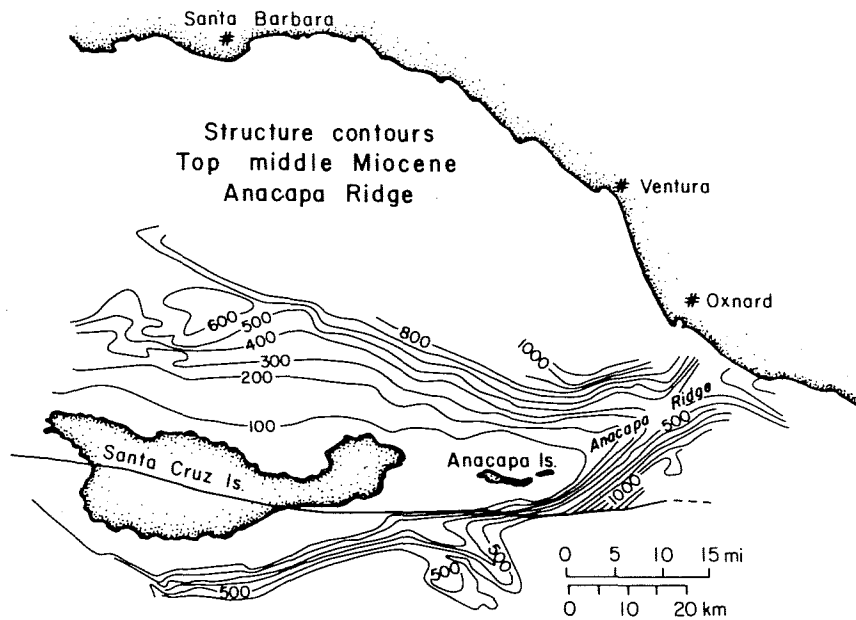 Santa Barbara
Structure contours
Top middle Miocene
Anacapa Ridge
Ventura
Oxnard
600
500
400
300
200
100
800
1000
Anacapa Ridge
500
1000
Santa Cruz Is.
Anacapa Is.
500
500
500
0 5 10 15 mi
0 10 20 km